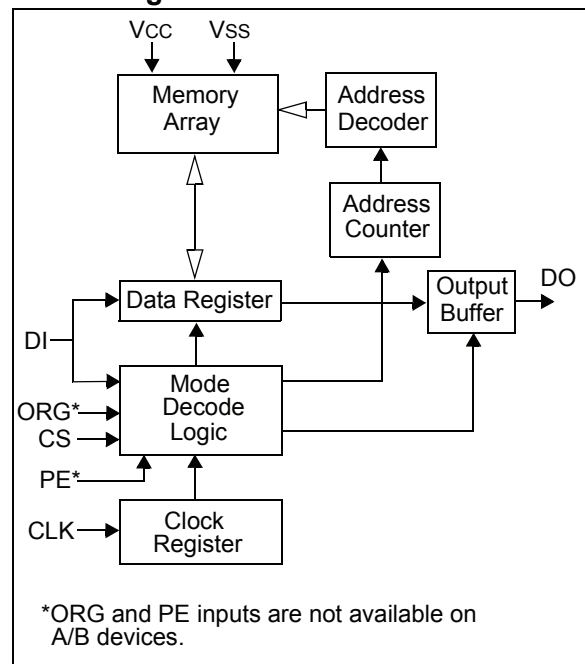 VCC VSS
Memory
Array
Address
Decoder
Address
Counter
Data Register
Output
Buffer
DO
DI
Mode
Decode
Logic
ORG*
CS
PE*
CLK
Clock
Register
*ORG and PE inputs are not available on
A/B devices.